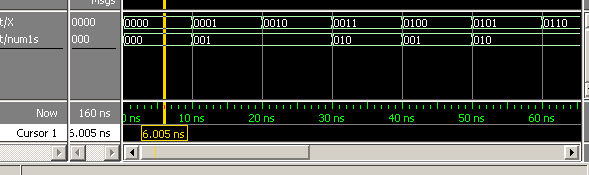 Msgs
t/X 0000 0000 0001 0010 0011 0100 0101 0110
t/num1s 000 000 001 010 001 010
Now 160 ns ns 10 ns 20 ns 30 ns 40 ns 50 ns 60 ns
Cursor 1 6.005 ns 6.005 ns